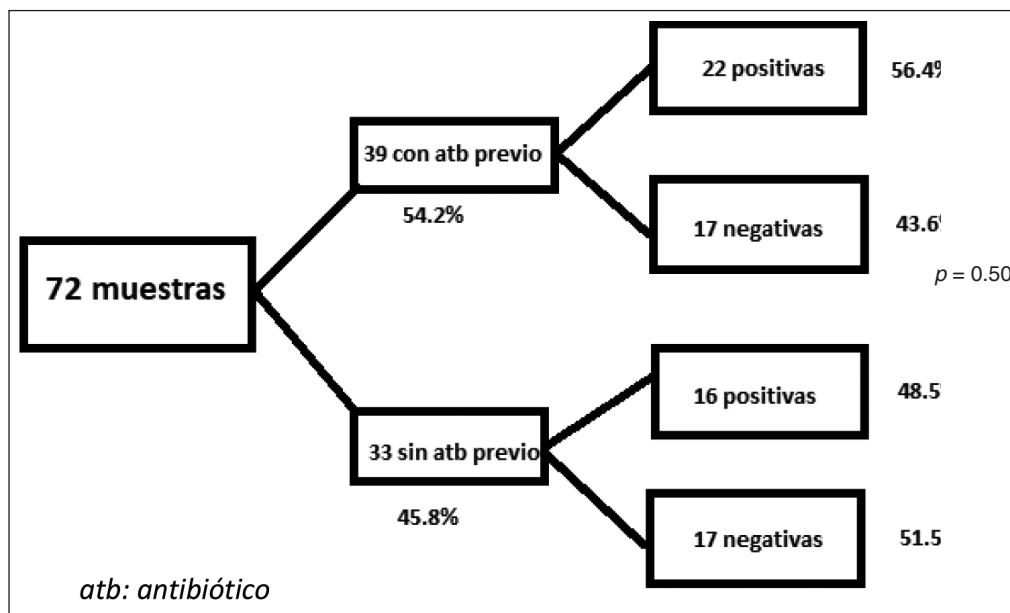 22 positivas
56.4%
39 con atb previo
54.2%
17 negativas
43.6%
p = 0.50
72 muestras
16 positivas
48.5
33 sin atb previo
45.8%
17 negativas
51.5
atb: antibiótico